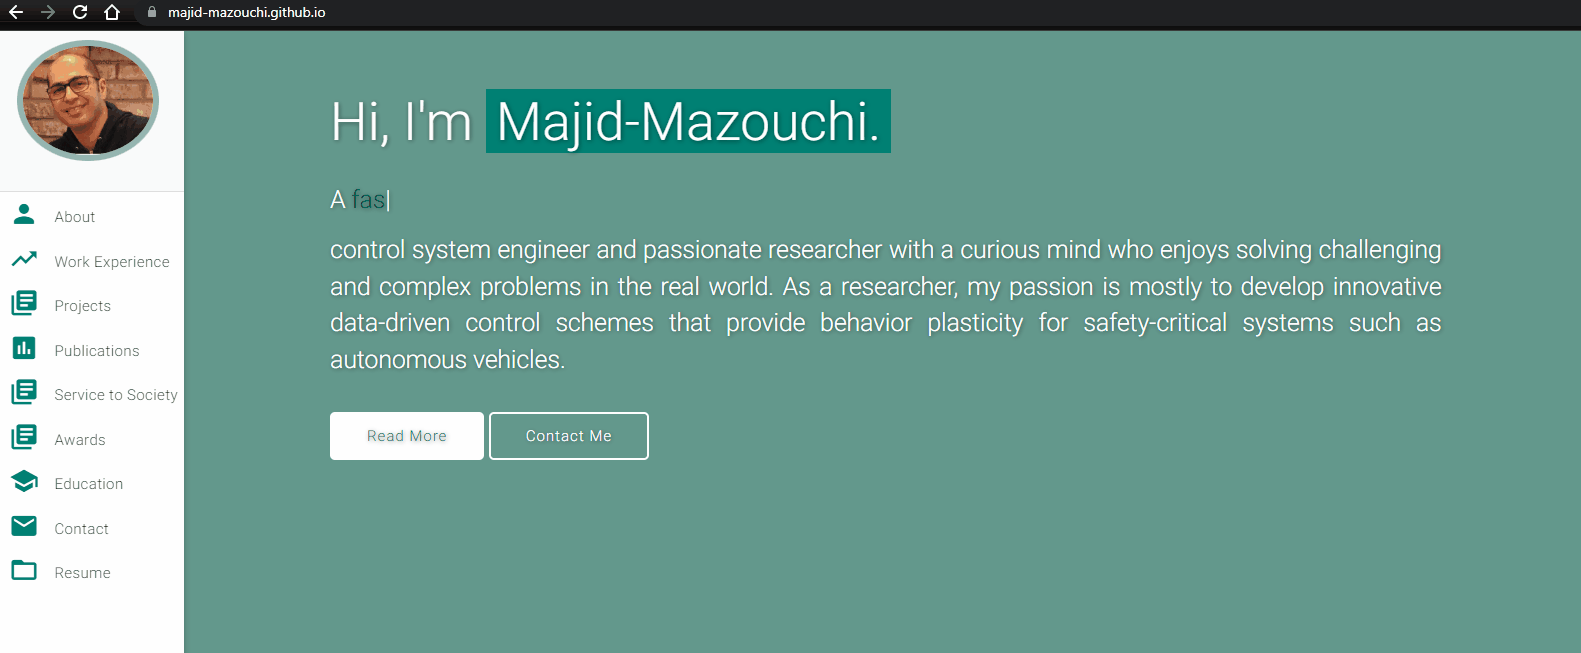 majid-mazouchi.github.io
Hi, I'm Majid-Mazouchi.
A fas|
control system engineer and passionate researcher with a curious mind who enjoys solving challenging
and complex problems in the real world. As a researcher, my passion is mostly to develop innovative
data-driven control schemes that provide behavior plasticity for safety-critical systems such as
autonomous vehicles.
Read More
Contact Me
About
Work Experience
Projects
Publications
Service to Society
Awards
Education
Contact
Resume